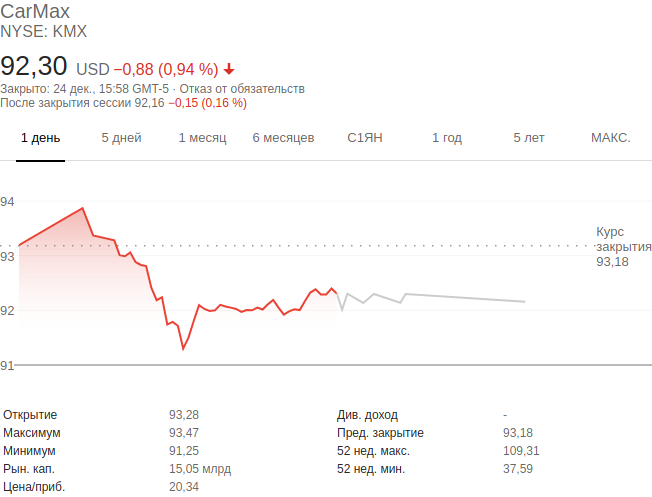 CarMax
NYSE: KMX
92,30 USD −0,88 (0,94 %)
Закрыто: 24 дек., 15:58 GMT-5 · Отказ от обязательств
После закрытия сессии 92,16 −0,15 (0,16 %)
1 день 5 дней 1 месяц 6 месяцев С1ЯН 1 год 5 лет МАКС.
94
Курс
закрытия
93,18
93
92
91
Открытие 93,28 Див. доход -
Максимум 93,47 Пред. закрытие 93,18
Минимум 91,25 52 нед. макс. 109,31
Рын. кап. 15,05 млрд 52 нед. мин. 37,59
Цена/приб. 20,34